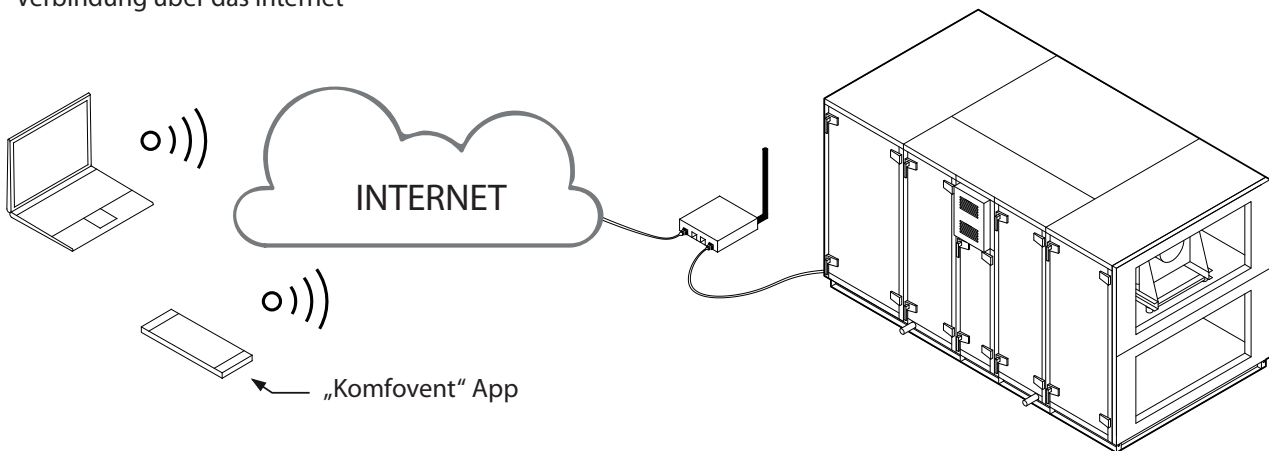 Verbindung über das Internet
INTERNET
„Komfovent“ App